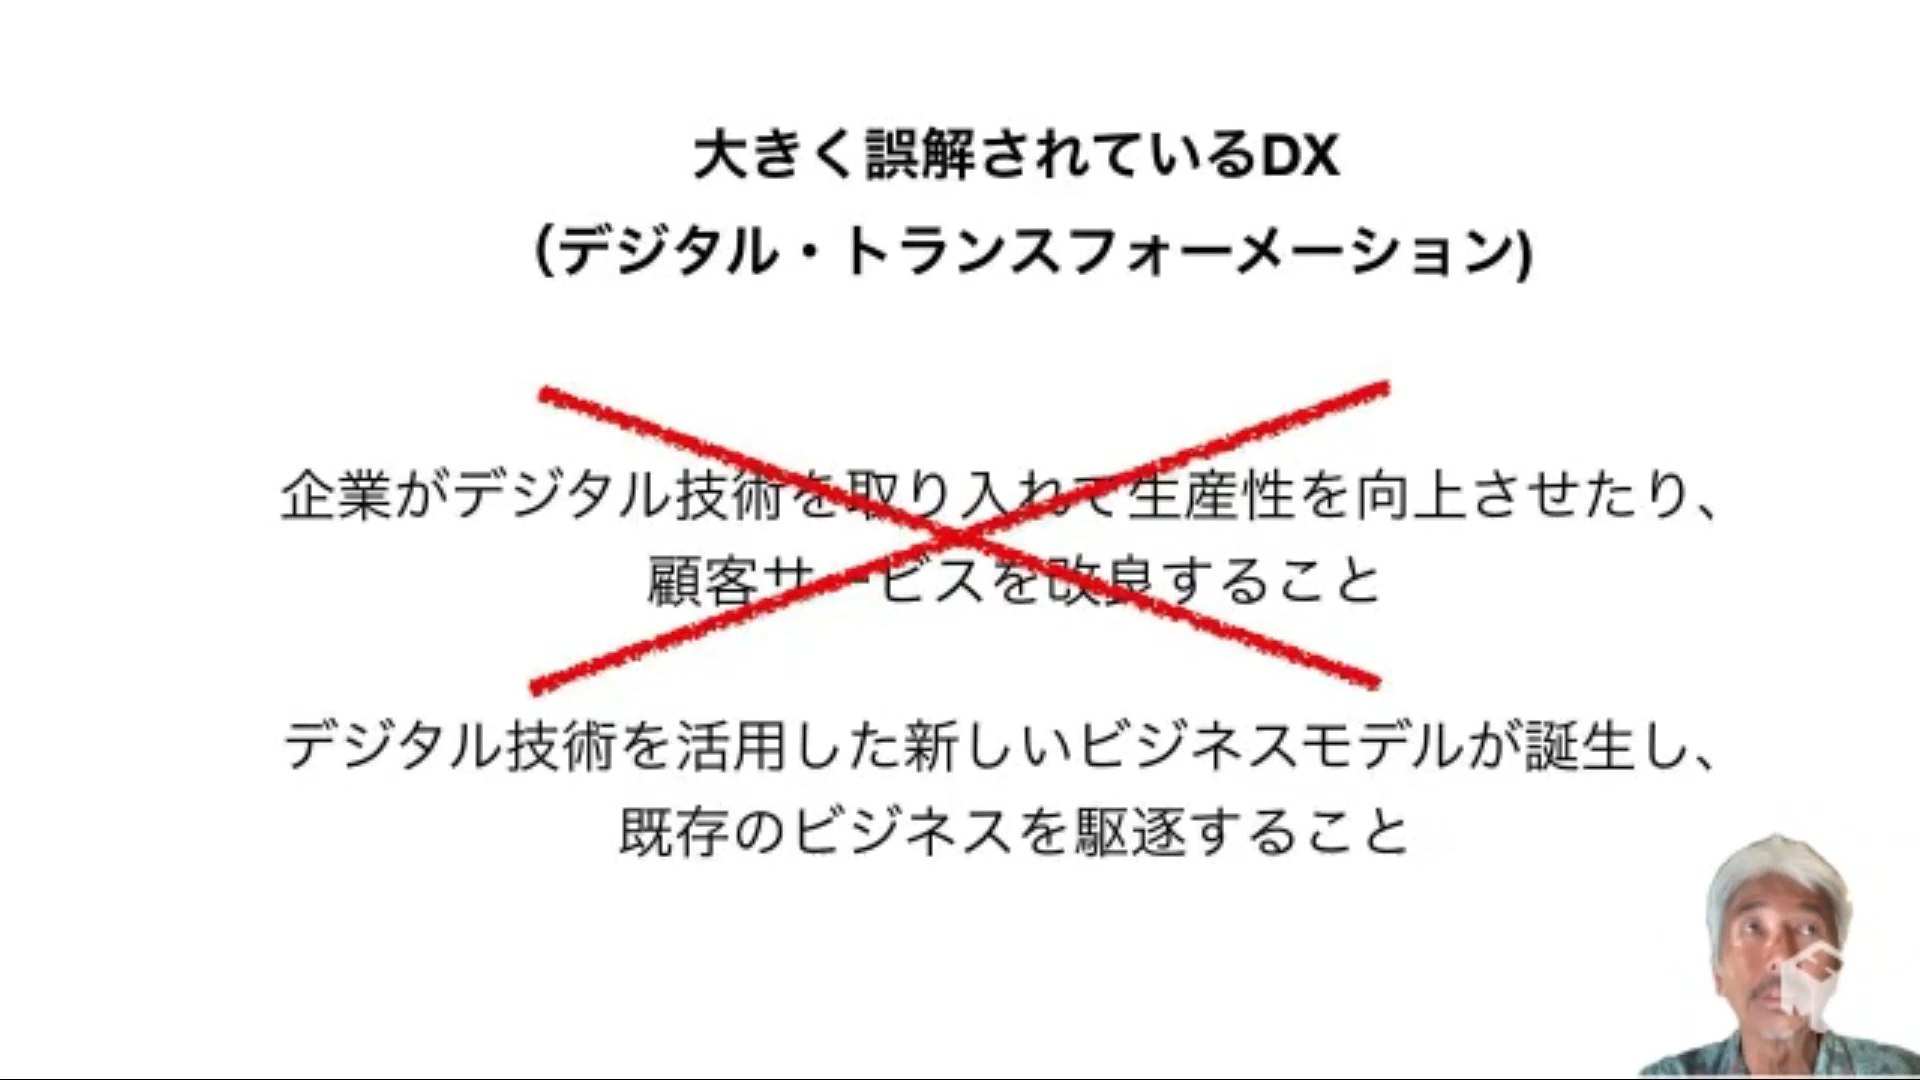 大きく誤解されているDX
（デジタル・トランスフォーメーション)
企業がデジタル技術を取り入れて生産性を向上させたり、
顧客サービスを改良すること
デジタル技術を活用した新しいビジネスモデルが誕生し、
既存のビジネスを駆逐すること